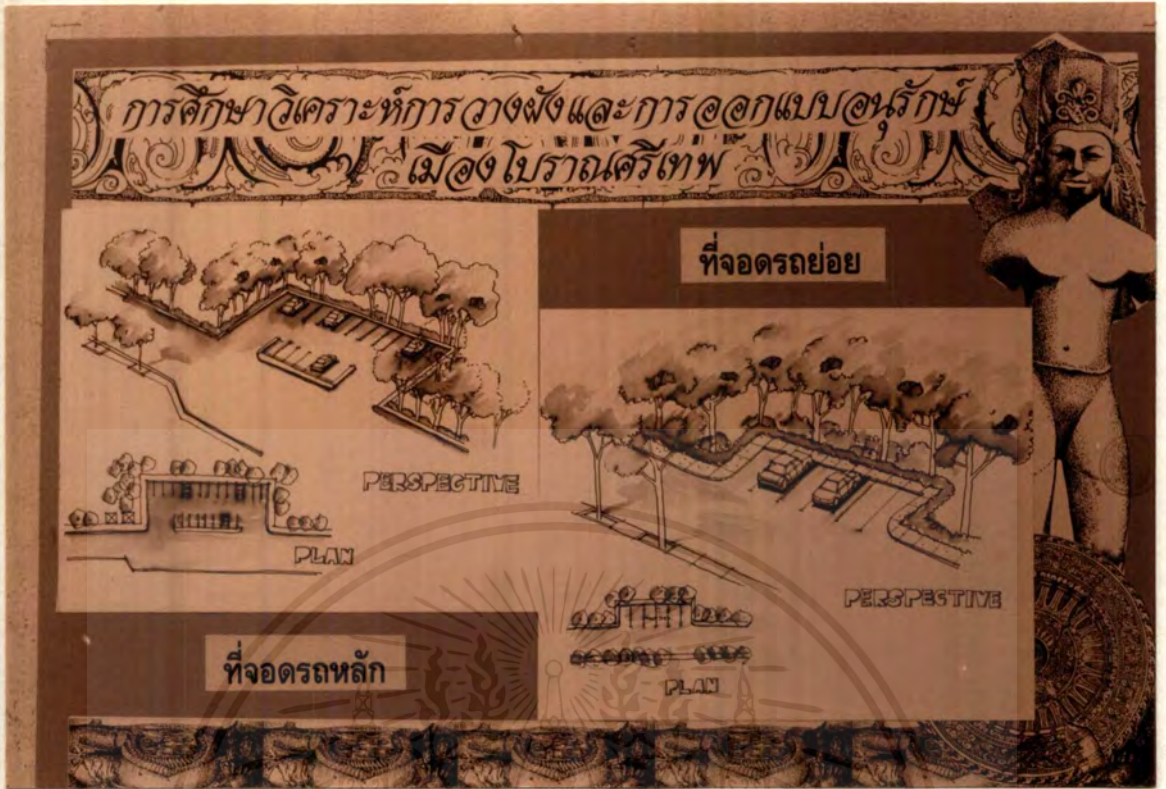 การศึกษาวิเคราะห์การวางผังและการออกแบบอนุรักษ์
เมืองโบราณศรีเทพ
ที่จอดรถย่อย
PERSPECTIVE
PLAN
ที่จอดรถหลัก
PERSPECTIVE
PLAN